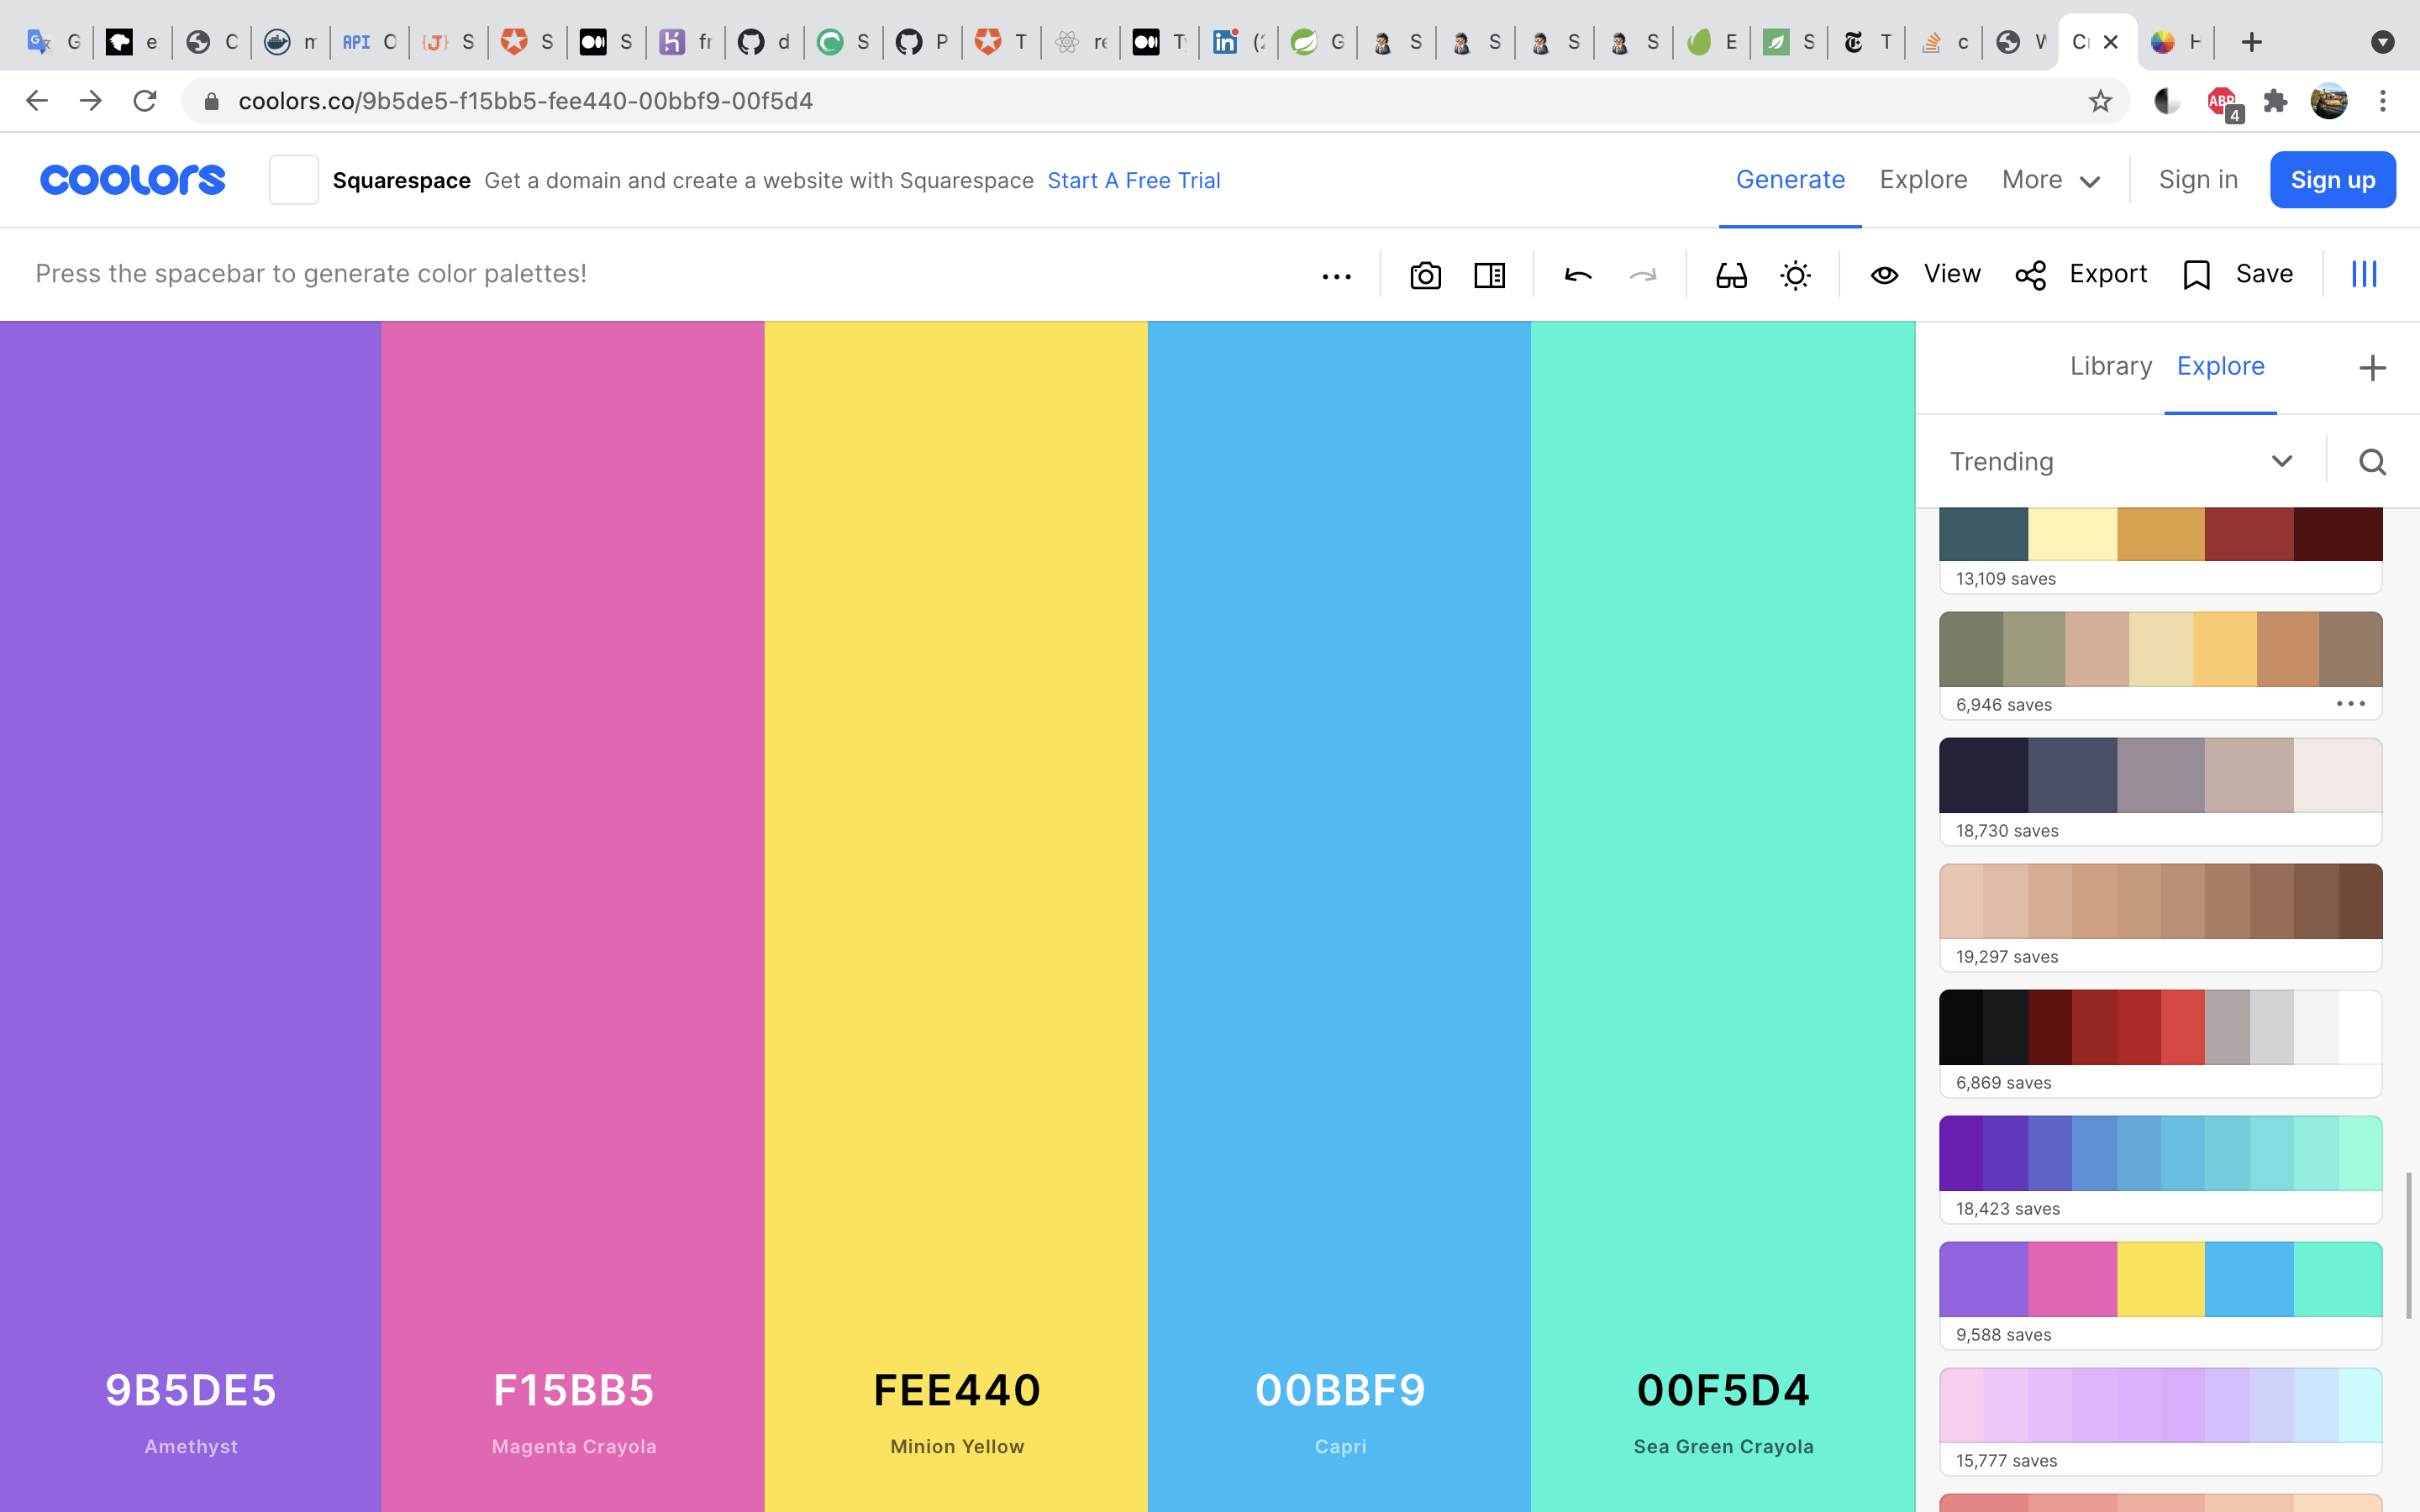 G e C m API O {J} S S S fr d S P T re T (2 G S S S S E S T c W C H
coolors.co/9b5de5-f15bb5-fee440-00bbf9-00f5d4
ABP 4
coolors Squarespace Get a domain and create a website with Squarespace Start A Free Trial Generate Explore More Sign in Sign up
Press the spacebar to generate color palettes! View Export Save
Library Explore
Trending
13,109 saves
6,946 saves
18,730 saves
19,297 saves
6,869 saves
18,423 saves
9,588 saves
15,777 saves
9B5DE5 F15BB5 FEE440 00BBF9 00F5D4
Amethyst Magenta Crayola Minion Yellow Capri Sea Green Crayola